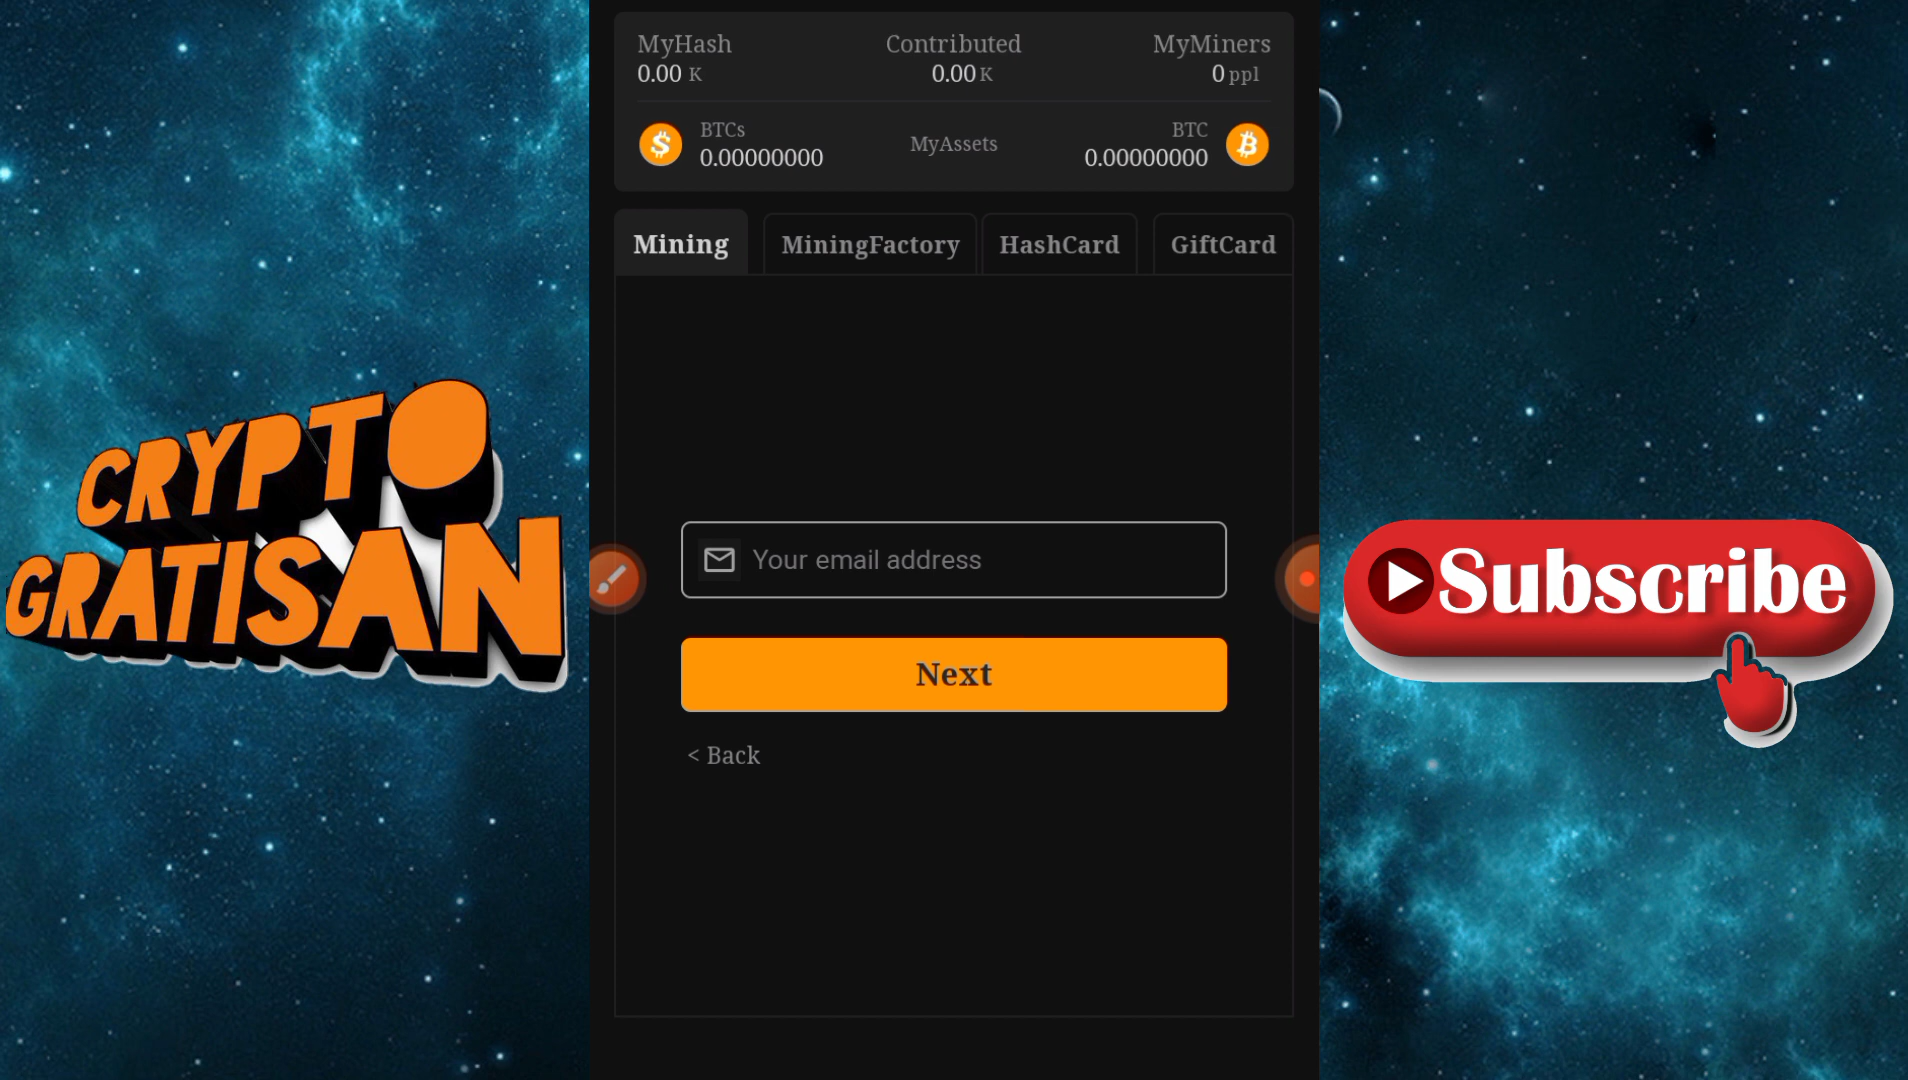 MyHash Contributed MyMiners
0.00 K 0.00 K 0 ppl
BTCs BTC
0.00000000 MyAssets 0.00000000
Mining MiningFactory HashCard GiftCard
CRYPTO
GRATISAN
Your email address
Subscribe
Next
< Back